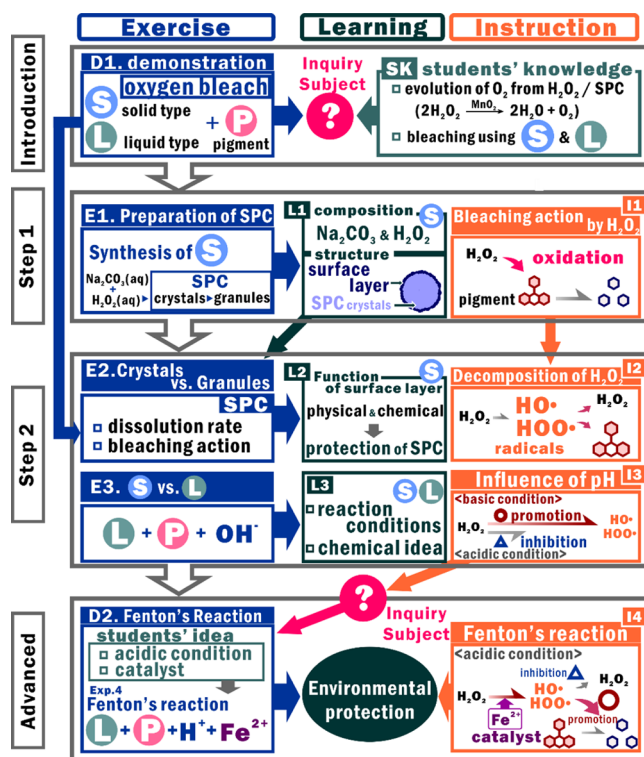 Exercise
Learning
Instruction
Introduction
D1. demonstration
oxygen bleach
S
solid type
L
liquid type
+ P
pigment
Inquiry
Subject
?
SK students' knowledge
evolution of O₂ from H₂O₂ / SPC
(2H₂O₂ MnO₂→ 2H₂O + O₂)
bleaching using S & L
Step 1
E1. Preparation of SPC
Synthesis of S
Na₂CO₃(aq)
+
H₂O₂(aq)
SPC
crystals▸granules
L1 composition S
Na₂CO₃ & H₂O₂
structure
surface
layer
SPC crystals
I1
Bleaching action
by H₂O₂
H₂O₂
oxidation
pigment
Step 2
E2.Crystals
vs. Granules
SPC
dissolution rate
bleaching action
L2 S
Function
of surface layer
physical & chemical
protection of SPC
I2
Decomposition of H₂O₂
H₂O₂
HO•
HOO•
H₂O₂
radicals
E3. S vs. L
L + P + OH⁻
L3 S L
reaction
conditions
chemical idea
I3
Influence of pH
<basic condition>
promotion
H₂O₂
HO•
HOO•
inhibition
<acidic condition>
?
Inquiry
Subject
Advanced
D2. Fenton's Reaction
students' idea
acidic condition
catalyst
Exp.4
Fenton's reaction
L + P + H⁺ + Fe²⁺
Environmental
protection
I4
Fenton's reaction
<acidic condition>
inhibition
H₂O₂
H₂O₂
HO•
HOO•
Fe²⁺
promotion
catalyst